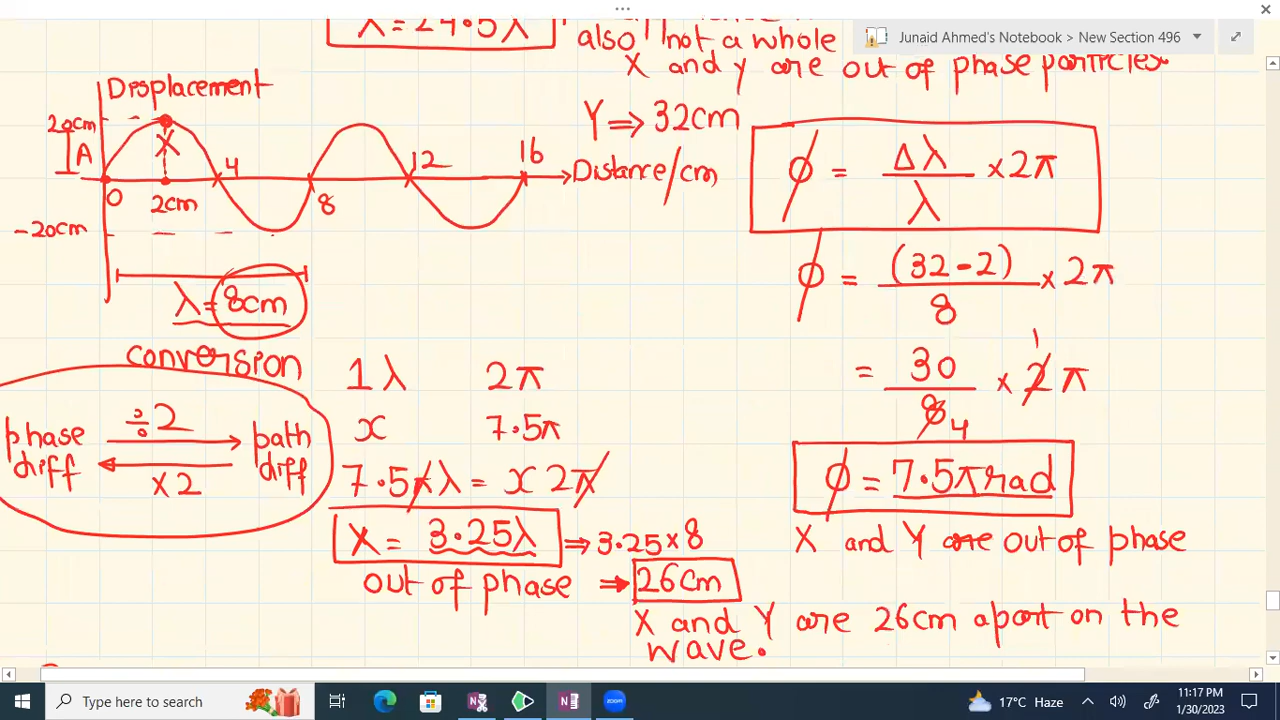 Junaid Ahmed's Notebook > New Section 496
λ = 24.5λ
also not a whole
X and Y are out of phase particles.
Displacement
20cm
A
X
0
2cm
4
8
12
16
Distance/cm
-20cm
λ = 8cm
Y ⇒ 32cm
ϕ = Δλ/λ × 2π
ϕ = (32-2)/8 × 2π
= 30/8 4 × 2 1 π
ϕ = 7.5π rad
X and Y are out of phase
conversion
phase diff
÷2
×2
path diff
1λ 2π
x 7.5π
7.5πλ = x 2π
X = 3.25λ ⇒ 3.25×8
out of phase ⇒ 26cm
X and Y are 26cm apart on the
wave.
Type here to search
zoom
17°C Haze
11:17 PM
1/30/2023